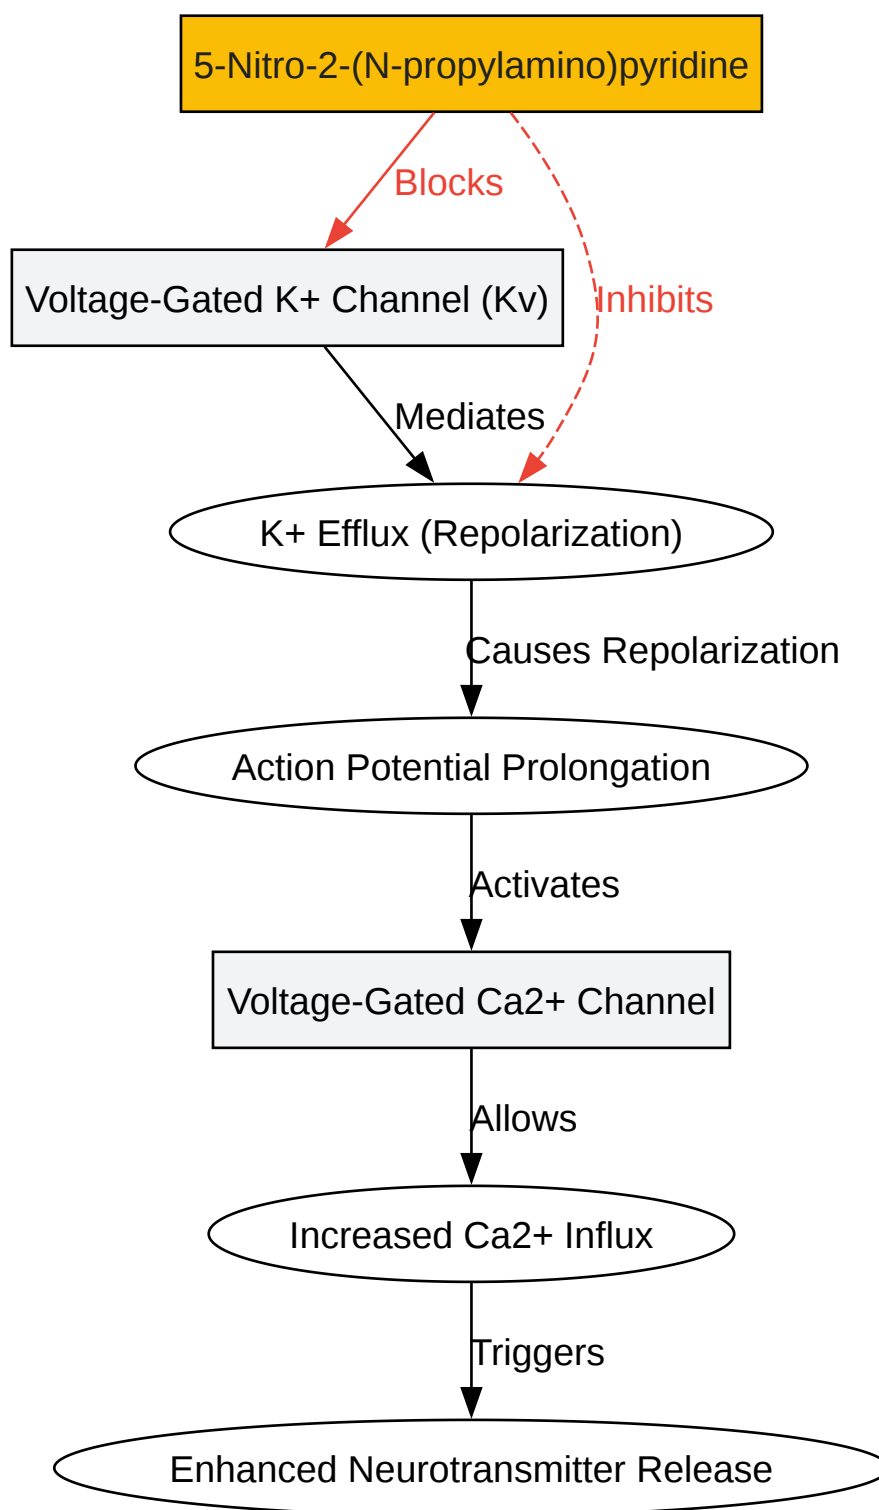 5-Nitro-2-(N-propylamino)pyridine
Blocks
Voltage-Gated K+ Channel (Kv)
Inhibits
Mediates
K+ Efflux (Repolarization)
Causes Repolarization
Action Potential Prolongation
Activates
Voltage-Gated Ca2+ Channel
Allows
Increased Ca2+ Influx
Triggers
Enhanced Neurotransmitter Release